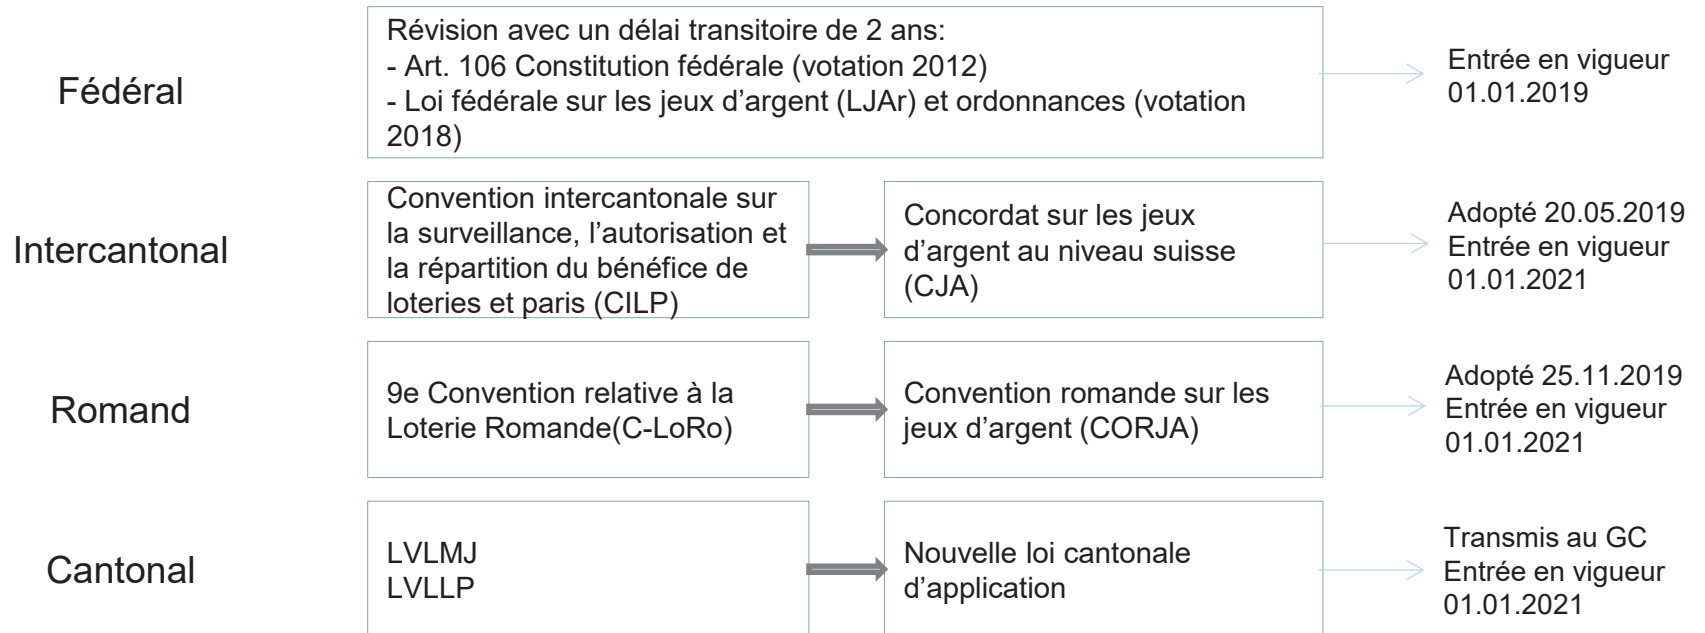 Fédéral
Révision avec un délai transitoire de 2 ans:
- Art. 106 Constitution fédérale (votation 2012)
- Loi fédérale sur les jeux d’argent (LJAr) et ordonnances (votation
2018)
Entrée en vigueur
01.01.2019
Intercantonal
Convention intercantonale sur
la surveillance, l’autorisation et
la répartition du bénéfice de
loteries et paris (CILP)
Concordat sur les jeux
d’argent au niveau suisse
(CJA)
Adopté 20.05.2019
Entrée en vigueur
01.01.2021
Romand
9e Convention relative à la
Loterie Romande(C-LoRo)
Convention romande sur les
jeux d’argent (CORJA)
Adopté 25.11.2019
Entrée en vigueur
01.01.2021
Cantonal
LVLMJ
LVLLP
Nouvelle loi cantonale
d’application
Transmis au GC
Entrée en vigueur
01.01.2021